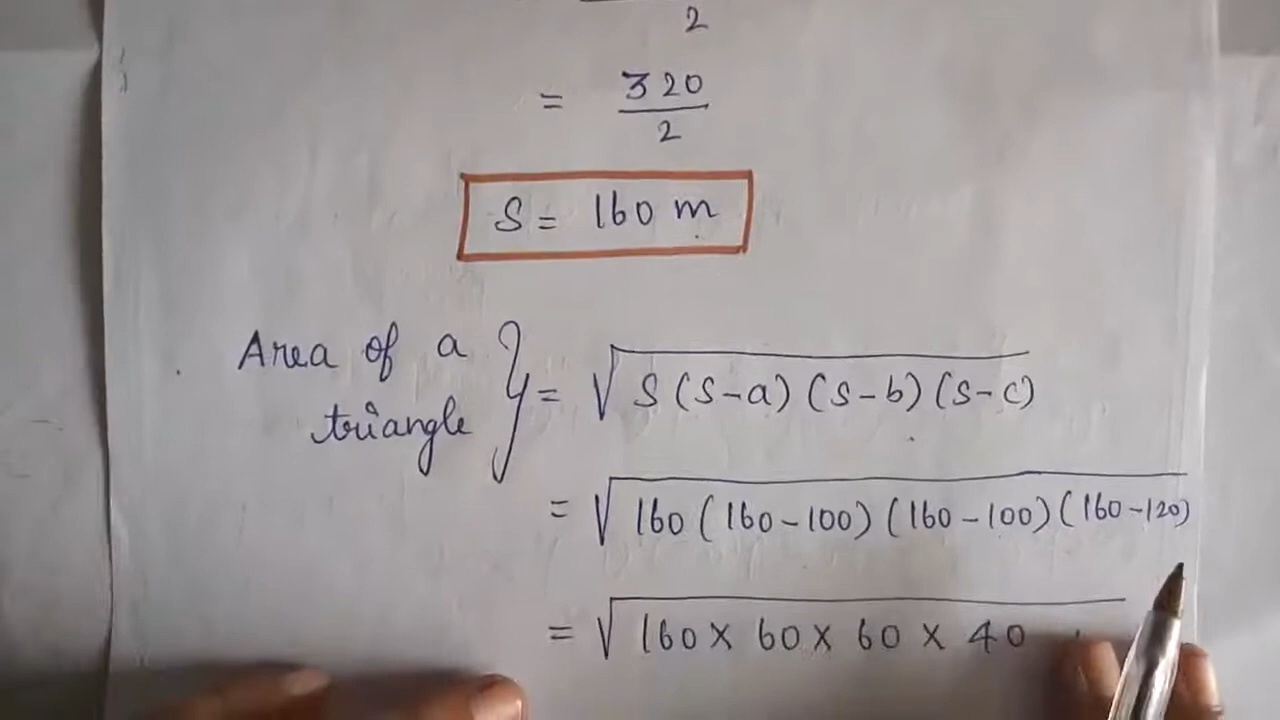 2
= 320
2
S = 160 m
Area of a triangle } = √ S (S-a) (S-b) (S-c)
= √ 160 (160-100) (160-100) (160-120)
= √ 160 × 60 × 60 × 40